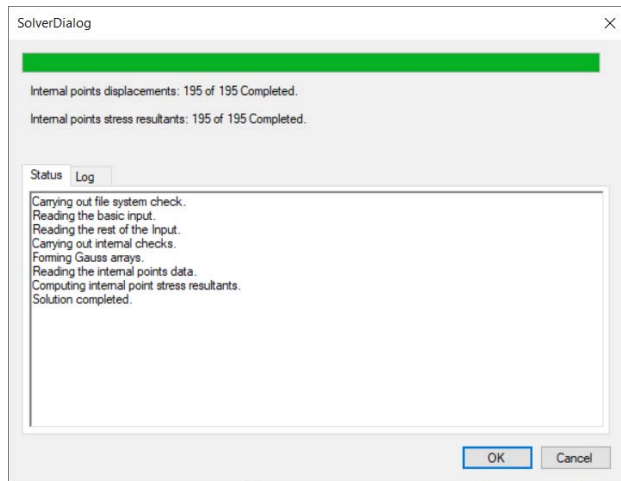 SolverDialog
Internal points displacements: 195 of 195 Completed.
Internal points stress resultants: 195 of 195 Completed.
Status Log
Carrying out file system check.
Reading the basic input.
Reading the rest of the Input.
Carrying out internal checks.
Forming Gauss arrays.
Reading the internal points data.
Computing internal point stress resultants.
Solution completed.
OK Cancel